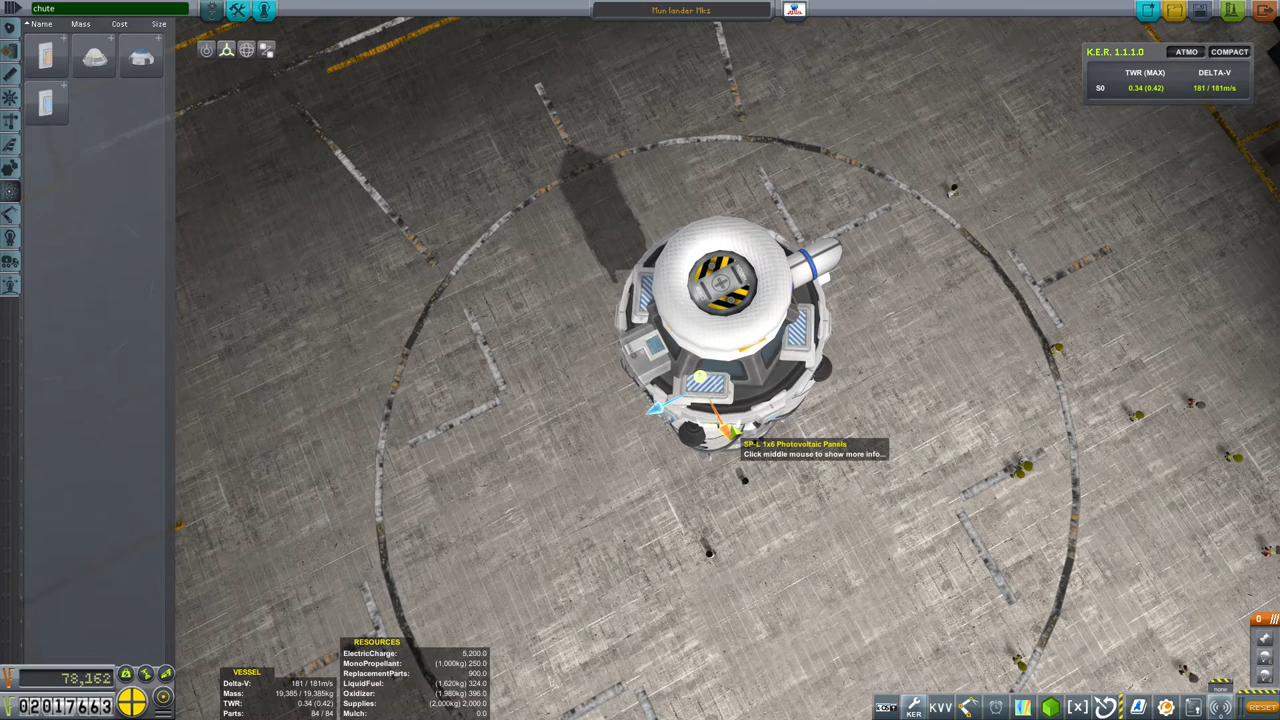 chute
Mun lander Mks
Name Mass Cost Size
K.E.R. 1.1.1.0 ATMO COMPACT
TWR (MAX) DELTA-V
S0 0.34 (0.42) 181 / 181m/s
SP-L 1x6 Photovoltaic Panels
Click middle mouse to show more info...
VESSEL
Delta-V: 181 / 181m/s
Mass: 19,385 / 19,385kg
TWR: 0.34 (0.42)
Parts: 84 / 84
RESOURCES
ElectricCharge: 5,200.0
MonoPropellant: (1,000kg) 250.0
ReplacementParts: 900.0
LiquidFuel: (1,620kg) 324.0
Oxidizer: (1,980kg) 396.0
Supplies: (2,000kg) 2,000.0
Mulch: 0.0
78,162
02017663
0
none
COST KER KVV [x]
RESET